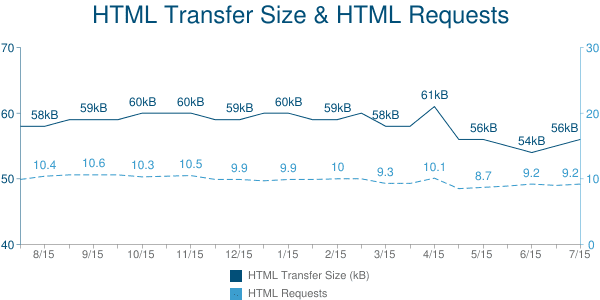 HTML Transfer Size & HTML Requests
70 30
58kB 59kB 60kB 60kB 59kB 60kB 59kB 58kB 61kB 56kB 54kB 56kB
60 20
10.4 10.6 10.3 10.5 9.9 9.9 10 9.3 10.1 8.7 9.2 9.2
50 10
40 0
8/15 9/15 10/15 11/15 12/15 1/15 2/15 3/15 4/15 5/15 6/15 7/15
HTML Transfer Size (kB)
HTML Requests